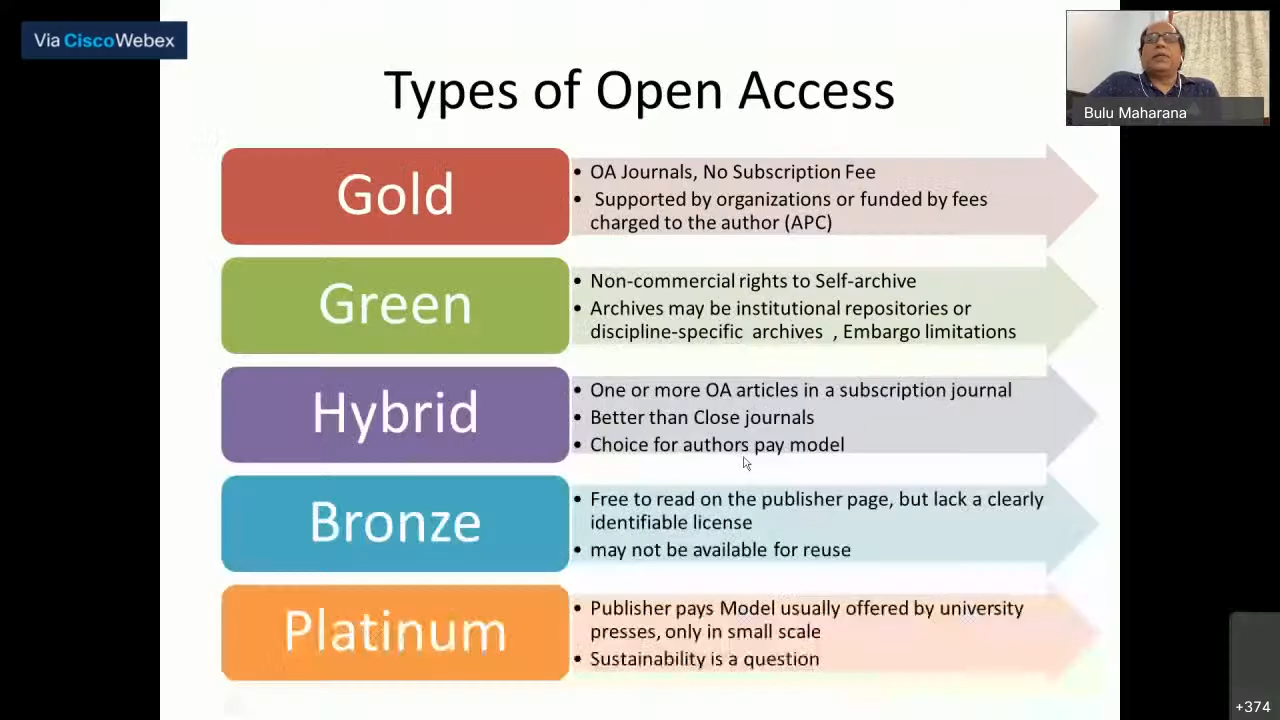 Via CiscoWebex
Bulu Maharana
Types of Open Access
Gold
• OA Journals, No Subscription Fee
• Supported by organizations or funded by fees
charged to the author (APC)
Green
• Non-commercial rights to Self-archive
• Archives may be institutional repositories or
discipline-specific archives , Embargo limitations
Hybrid
• One or more OA articles in a subscription journal
• Better than Close journals
• Choice for authors pay model
Bronze
• Free to read on the publisher page, but lack a clearly
identifiable license
• may not be available for reuse
Platinum
• Publisher pays Model usually offered by university
presses, only in small scale
• Sustainability is a question
+374